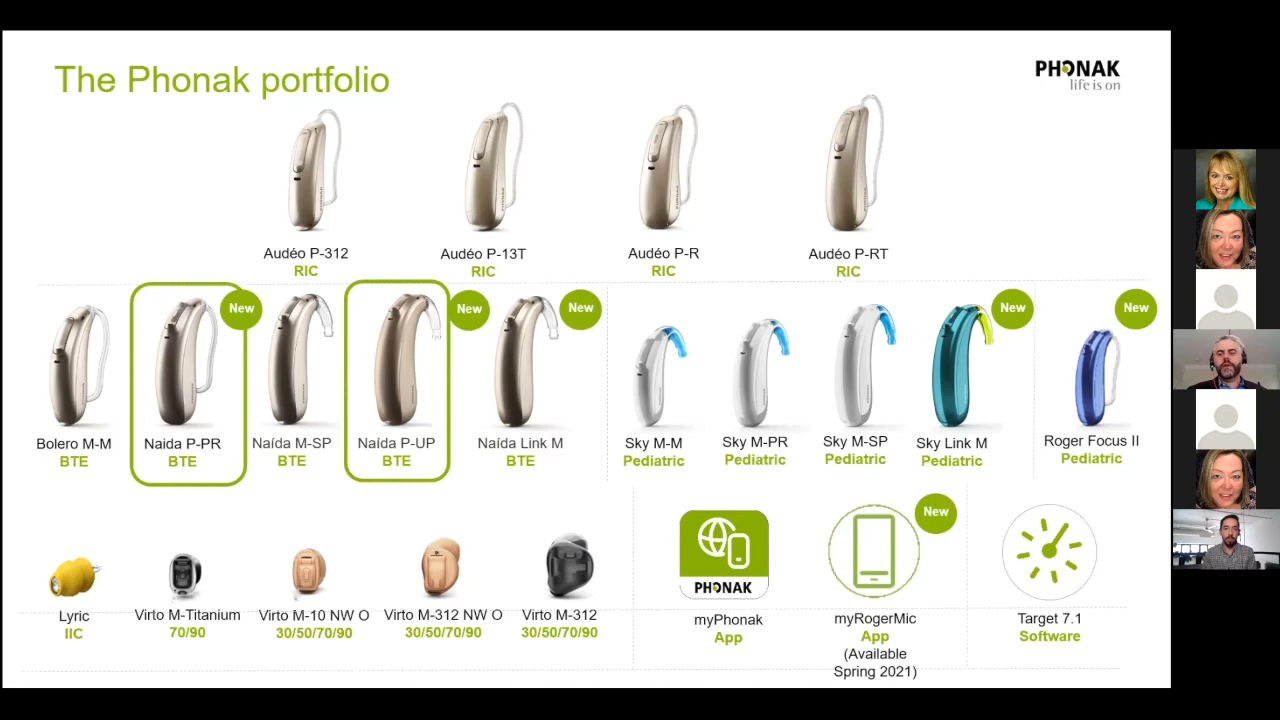 The Phonak portfolio
PHONAK
life is on
Audéo P-312
RIC
Audéo P-13T
RIC
Audéo P-R
RIC
Audéo P-RT
RIC
New
New
New
New
New
Bolero M-M
BTE
Naida P-PR
BTE
Naída M-SP
BTE
Naída P-UP
BTE
Naída Link M
BTE
Sky M-M
Pediatric
Sky M-PR
Pediatric
Sky M-SP
Pediatric
Sky Link M
Pediatric
Roger Focus II
Pediatric
Lyric
IIC
Virto M-Titanium
70/90
Virto M-10 NW O
30/50/70/90
Virto M-312 NW O
30/50/70/90
Virto M-312
30/50/70/90
PHONAK
myPhonak
App
New
myRogerMic
App
(Available
Spring 2021)
Target 7.1
Software